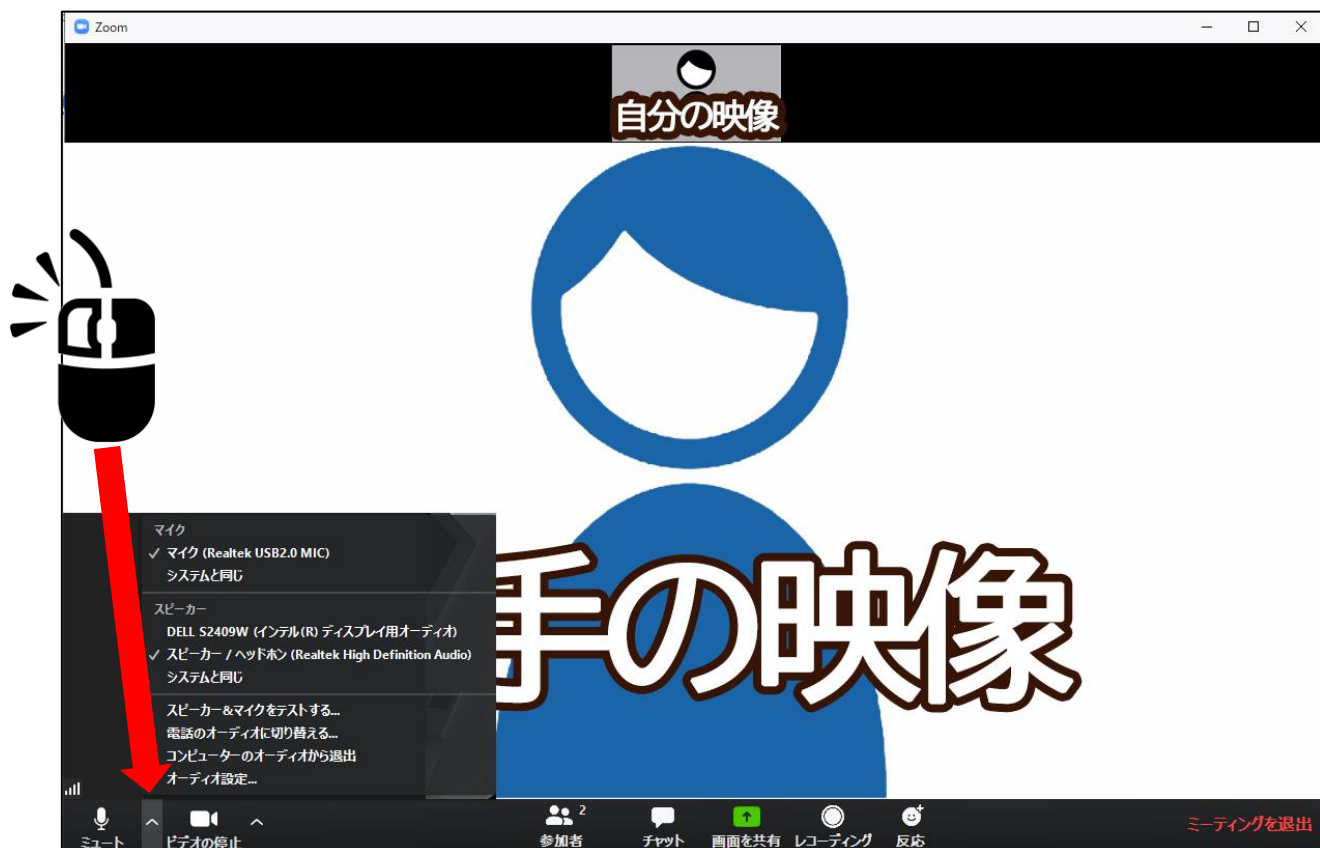 Zoom
自分の映像
手の映像
マイク
✓ マイク (Realtek USB2.0 MIC)
システムと同じ
スピーカー
DELL S2409W (インテル(R) ディスプレイ用オーディオ)
✓ スピーカー / ヘッドホン (Realtek High Definition Audio)
システムと同じ
スピーカー&マイクをテストする...
電話のオーディオに切り替える...
コンピューターのオーディオから退出
オーディオ設定...
ミュート
ビデオの停止
2
参加者
チャット
画面を共有
レコーディング
反応
ミーティングを退出